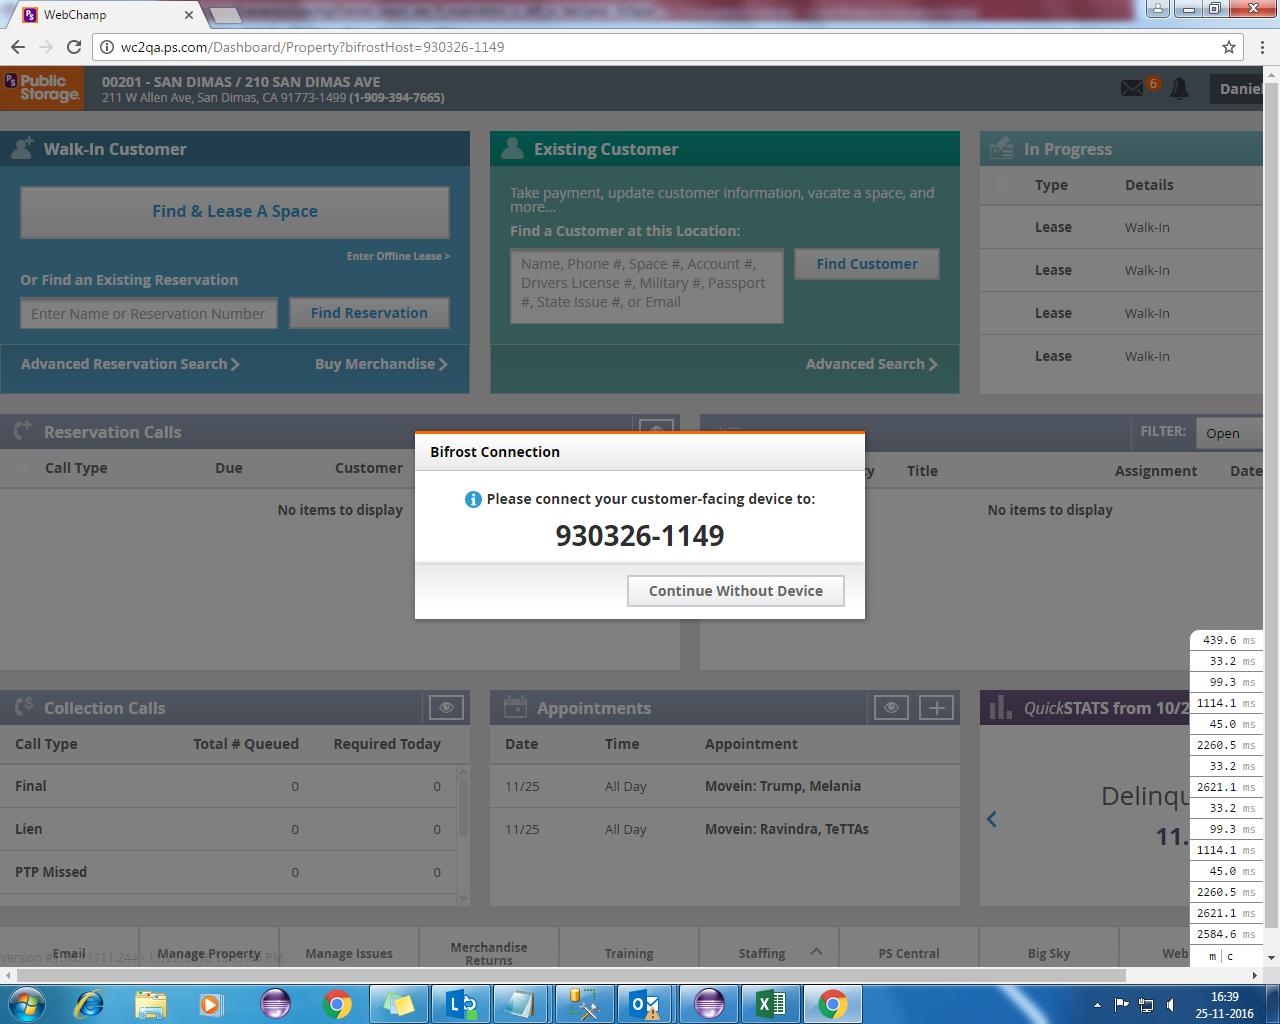 WebChamp
wc2qa.ps.com/Dashboard/Property?bifrostHost=930326-1149
PS Public Storage.
00201 - SAN DIMAS / 210 SAN DIMAS AVE
211 W Allen Ave, San Dimas, CA 91773-1499 (1-909-394-7665)
6
Daniel
Walk-In Customer
Find & Lease A Space
Enter Offline Lease >
Or Find an Existing Reservation
Enter Name or Reservation Number
Find Reservation
Advanced Reservation Search
Buy Merchandise
Existing Customer
Take payment, update customer information, vacate a space, and
more...
Find a Customer at this Location:
Name, Phone #, Space #, Account #,
Drivers License #, Military #, Passport
#, State Issue #, or Email
Find Customer
Advanced Search
In Progress
Type Details
Lease Walk-In
Lease Walk-In
Lease Walk-In
Lease Walk-In
Reservation Calls
Call Type Due Customer
No items to display
FILTER: Open
y Title Assignment Date
No items to display
Bifrost Connection
Please connect your customer-facing device to:
930326-1149
Continue Without Device
Collection Calls
Call Type Total # Queued Required Today
Final 0 0
Lien 0 0
PTP Missed 0 0
Appointments
Date Time Appointment
11/25 All Day Movein: Trump, Melania
11/25 All Day Movein: Ravindra, TeTTAs
QuickSTATS from 10/2
Delinqu
11.
439.6 ms
33.2 ms
99.3 ms
1114.1 ms
45.0 ms
2260.5 ms
33.2 ms
2621.1 ms
33.2 ms
99.3 ms
1114.1 ms
45.0 ms
2260.5 ms
2621.1 ms
2584.6 ms
m | c
Email
Manage Property
Manage Issues
Merchandise
Returns
Training
Staffing
PS Central
Big Sky
Web
16:39
25-11-2016